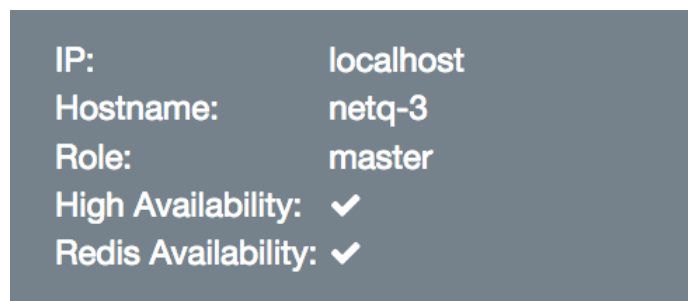 IP: localhost
Hostname: netq-3
Role: master
High Availability: ✔
Redis Availability: ✔